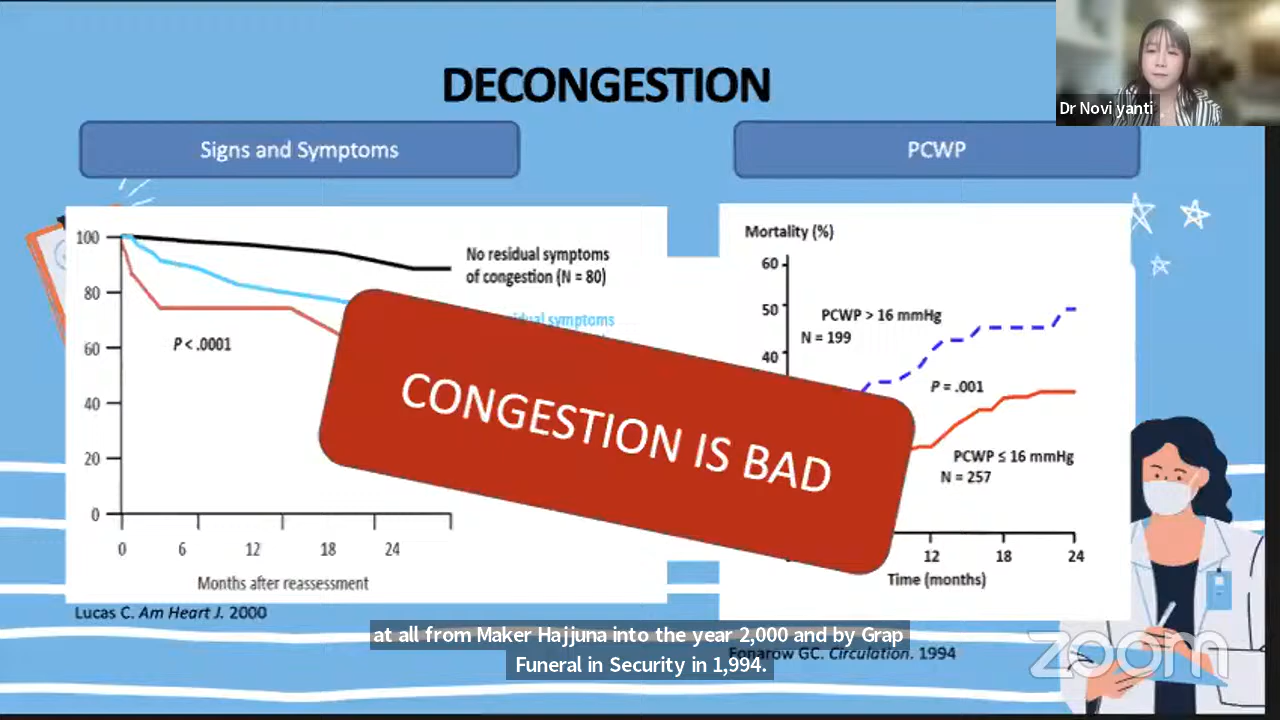 DECONGESTION
Dr Novi yanti
Signs and Symptoms
PCWP
100
80
60
40
20
0
No residual symptoms
of congestion (N = 80)
symptoms
P < .0001
0 6 12 18 24
Months after reassessment
Lucas C. Am Heart J. 2000
Mortality (%)
60
50
40
PCWP > 16 mmHg
N = 199
P = .001
PCWP ≤ 16 mmHg
N = 257
12 18 24
Time (months)
Fonarow GC. Circulation. 1994
CONGESTION IS BAD
at all from Maker Hajjuna into the year 2,000 and by Grap
Funeral in Security in 1,994.
zoom